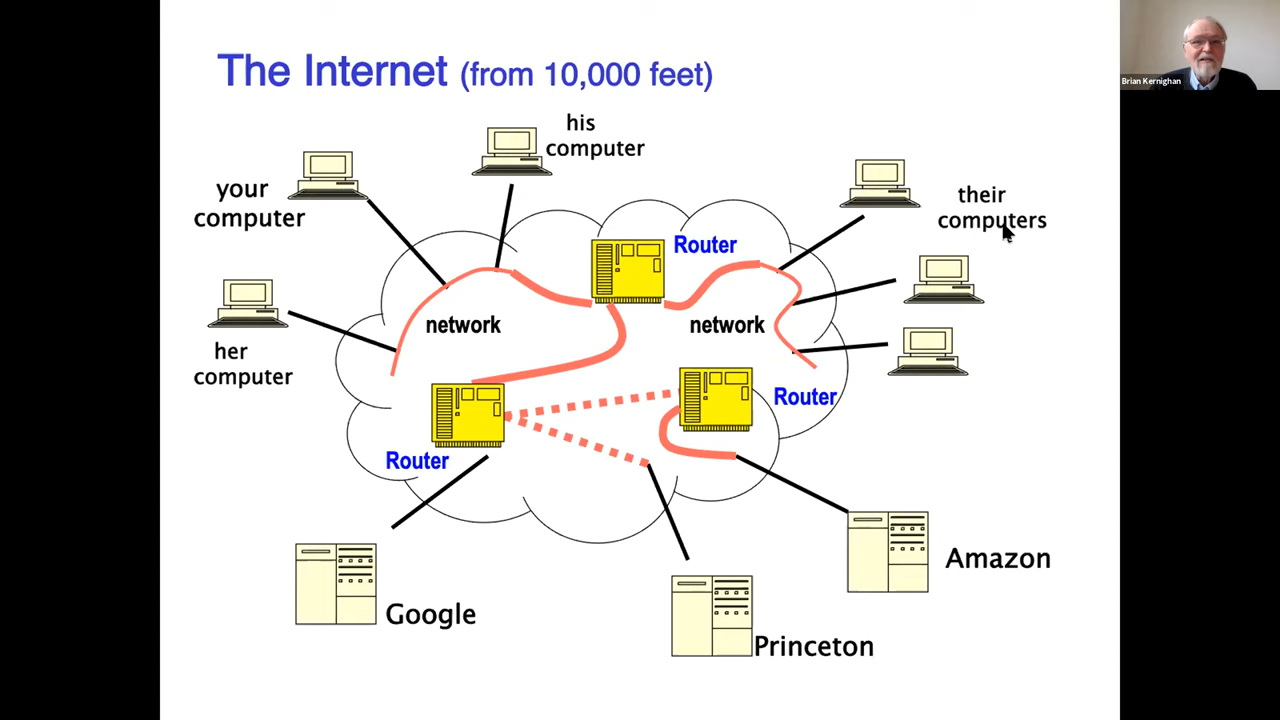 The Internet (from 10,000 feet)
Brian Kernighan
his
computer
your
computer
their
computers
Router
network
network
her
computer
Router
Router
Amazon
Google
Princeton